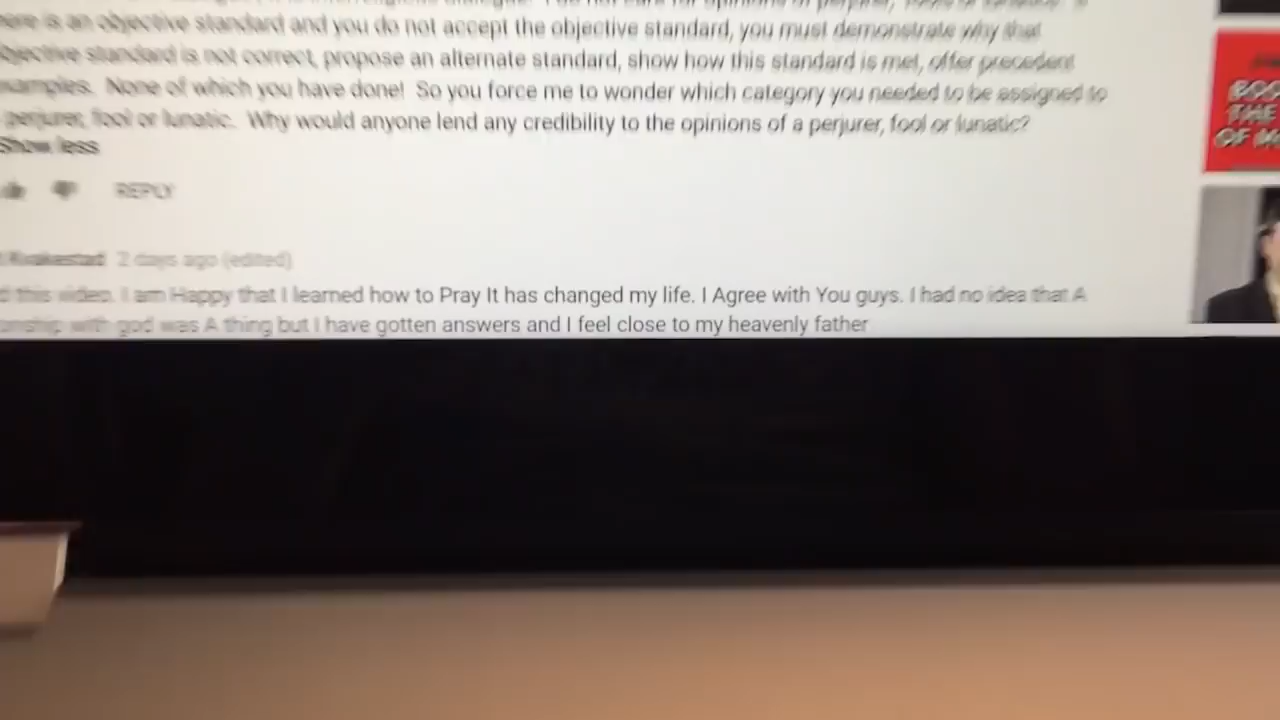 here is an objective standard and you do not accept the objective standard, you must demonstrate why that
objective standard is not correct, propose an alternate standard, show how this standard is met, offer precedent
examples. None of which you have done! So you force me to wonder which category you needed to be assigned to
perjurer, fool or lunatic. Why would anyone lend any credibility to the opinions of a perjurer, fool or lunatic?
Show less
REPLY
2 days ago (edited)
d this video. I am Happy that I learned how to Pray It has changed my life. I Agree with You guys. I had no idea that A
onship with god was A thing but I have gotten answers and I feel close to my heavenly father
THE
OF M